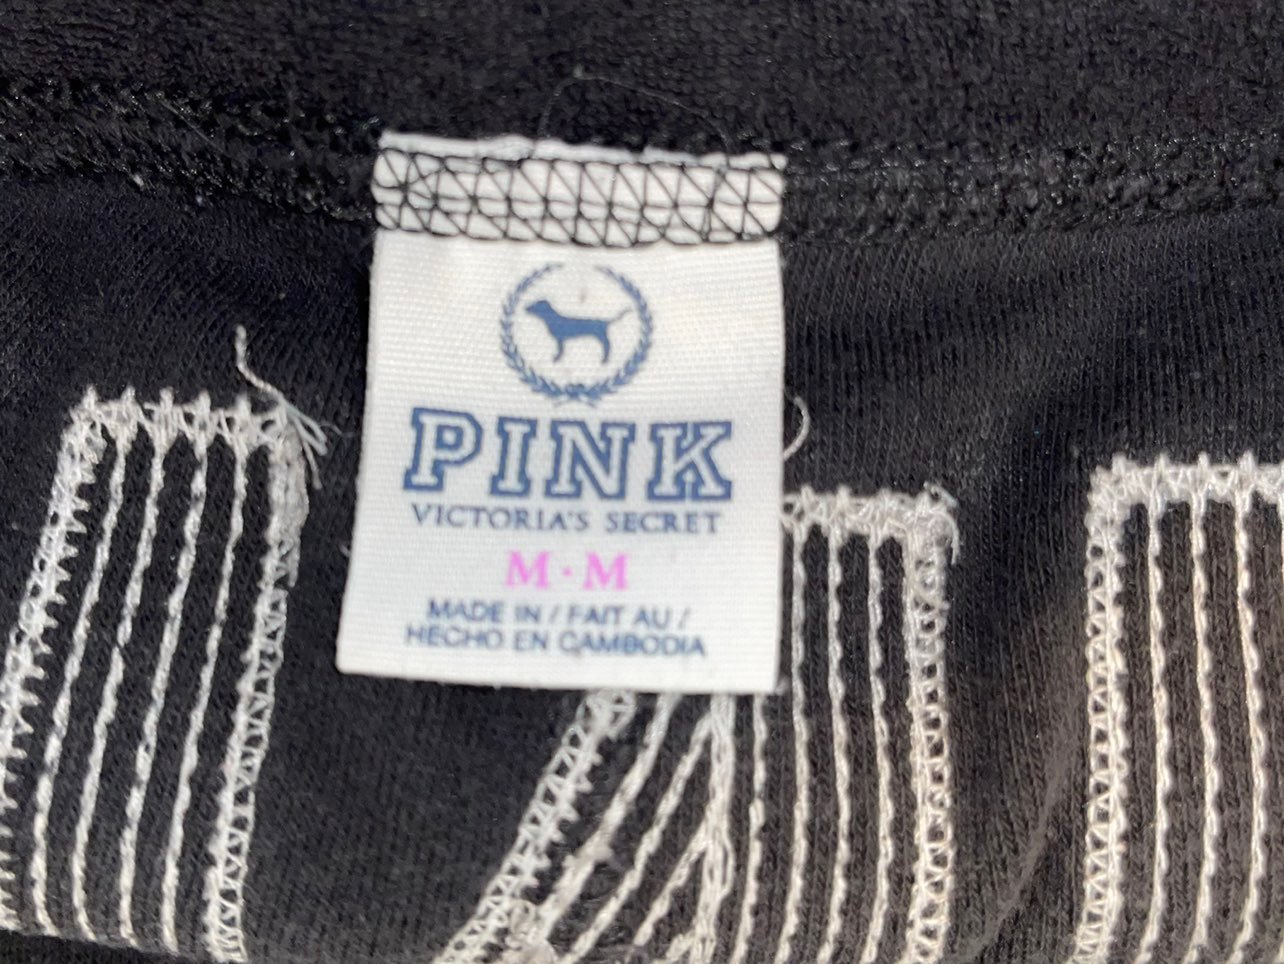 PINK
VICTORIA'S SECRET
M · M
MADE IN / FAIT AU /
HECHO EN CAMBODIA